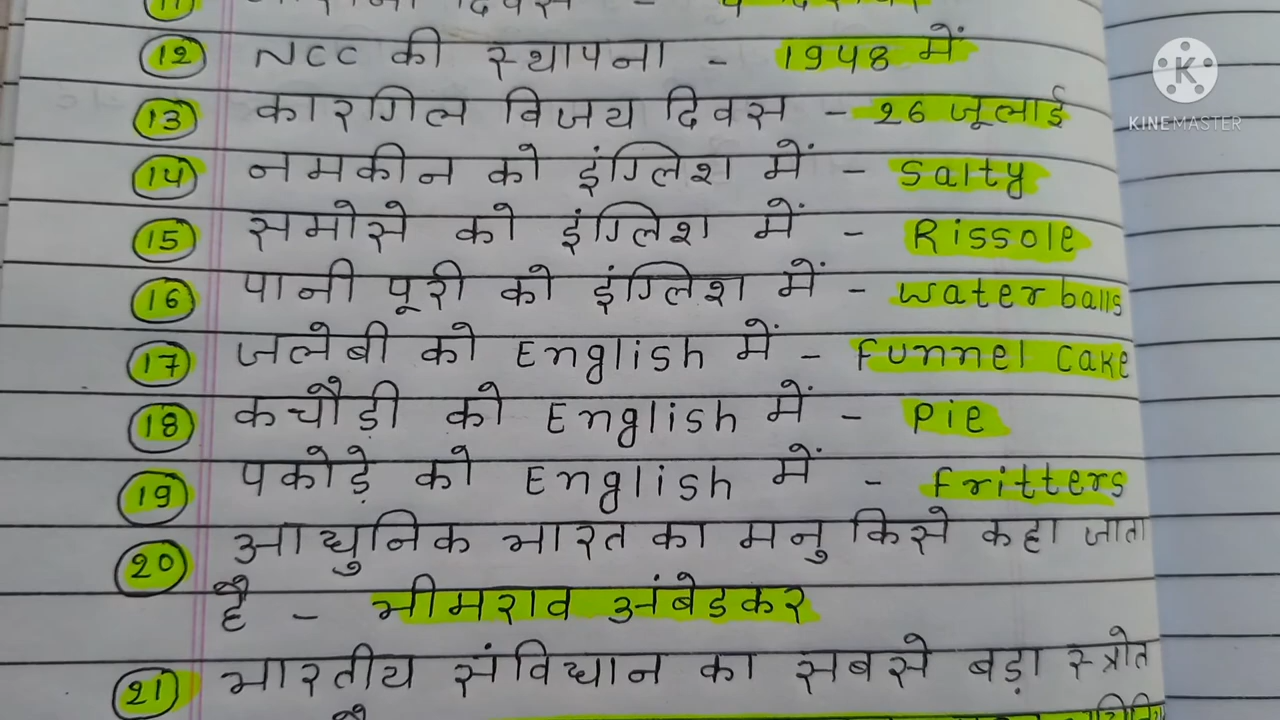 12 NCC की स्थापना - 1948 में
13 कारगिल विजय दिवस - 26 जूलाई
14 नमकीन को इंग्लिश में - Salty
15 समोसे को इंग्लिश में - Rissole
16 पानी पूरी को इंग्लिश में - water balls
17 जलेबी को English में - Funnel Cake
18 कचौड़ी को English में - Pie
19 पकोड़े को English में - Fritters
20 आधुनिक भारत का मनु किसे कहा जाता
है - भीमराव अंबेडकर
21 भारतीय संविधान का सबसे बड़ा स्त्रोत
K
KINEMASTER